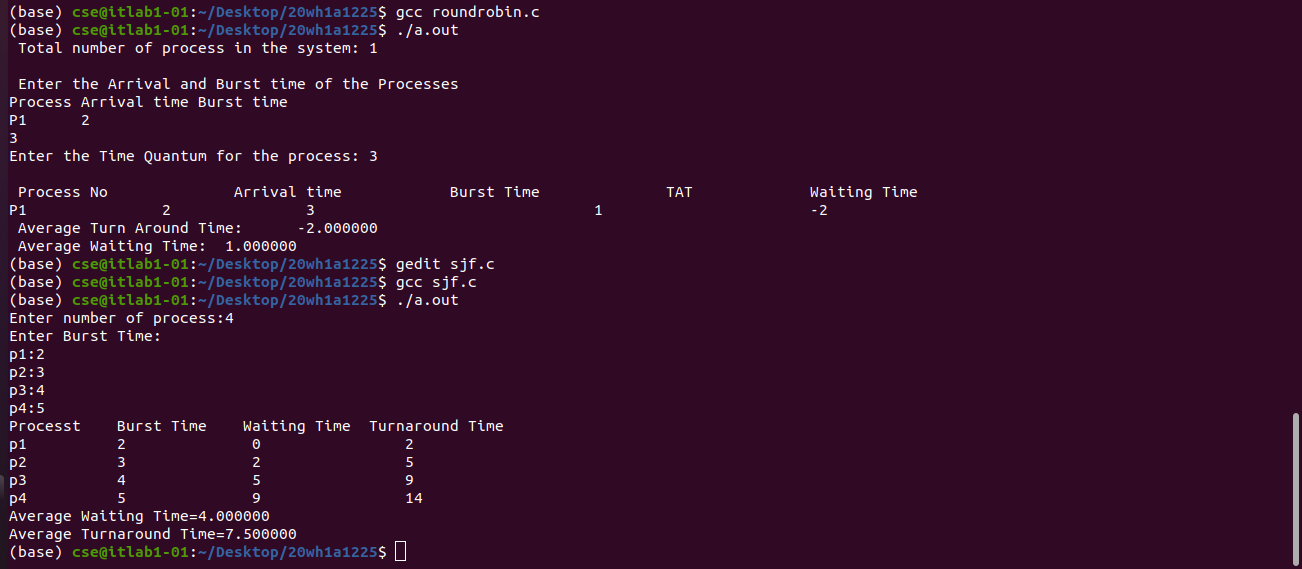 (base) cse@itlab1-01:~/Desktop/20wh1a1225$ gcc roundrobin.c
(base) cse@itlab1-01:~/Desktop/20wh1a1225$ ./a.out
Total number of process in the system: 1
Enter the Arrival and Burst time of the Processes
Process Arrival time Burst time
P1 2
3
Enter the Time Quantum for the process: 3
Process No Arrival time Burst Time TAT Waiting Time
P1 2 3 1 -2
Average Turn Around Time: -2.000000
Average Waiting Time: 1.000000
(base) cse@itlab1-01:~/Desktop/20wh1a1225$ gedit sjf.c
(base) cse@itlab1-01:~/Desktop/20wh1a1225$ gcc sjf.c
(base) cse@itlab1-01:~/Desktop/20wh1a1225$ ./a.out
Enter number of process:4
Enter Burst Time:
p1:2
p2:3
p3:4
p4:5
Processt Burst Time Waiting Time Turnaround Time
p1 2 0 2
p2 3 2 5
p3 4 5 9
p4 5 9 14
Average Waiting Time=4.000000
Average Turnaround Time=7.500000
(base) cse@itlab1-01:~/Desktop/20wh1a1225$